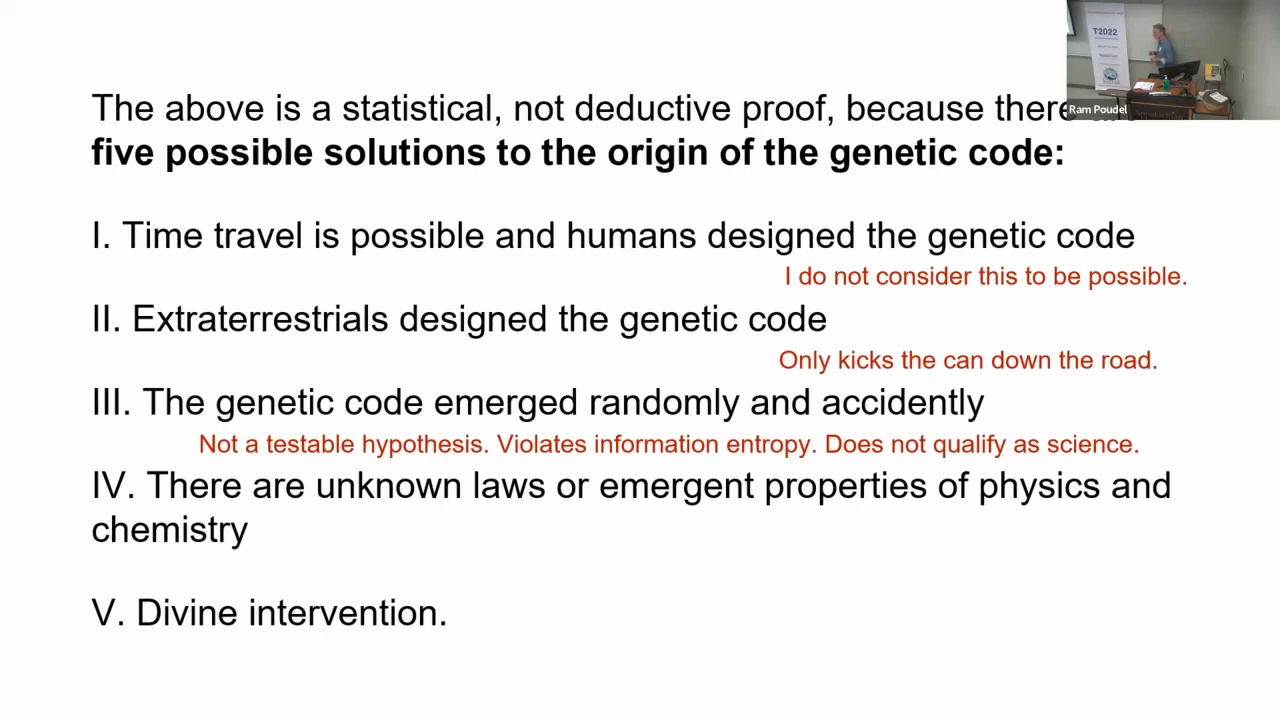 The above is a statistical, not deductive proof, because there
five possible solutions to the origin of the genetic code:
I. Time travel is possible and humans designed the genetic code
I do not consider this to be possible.
II. Extraterrestrials designed the genetic code
Only kicks the can down the road.
III. The genetic code emerged randomly and accidently
Not a testable hypothesis. Violates information entropy. Does not qualify as science.
IV. There are unknown laws or emergent properties of physics and
chemistry
V. Divine intervention.
T2022
Ram Poudel